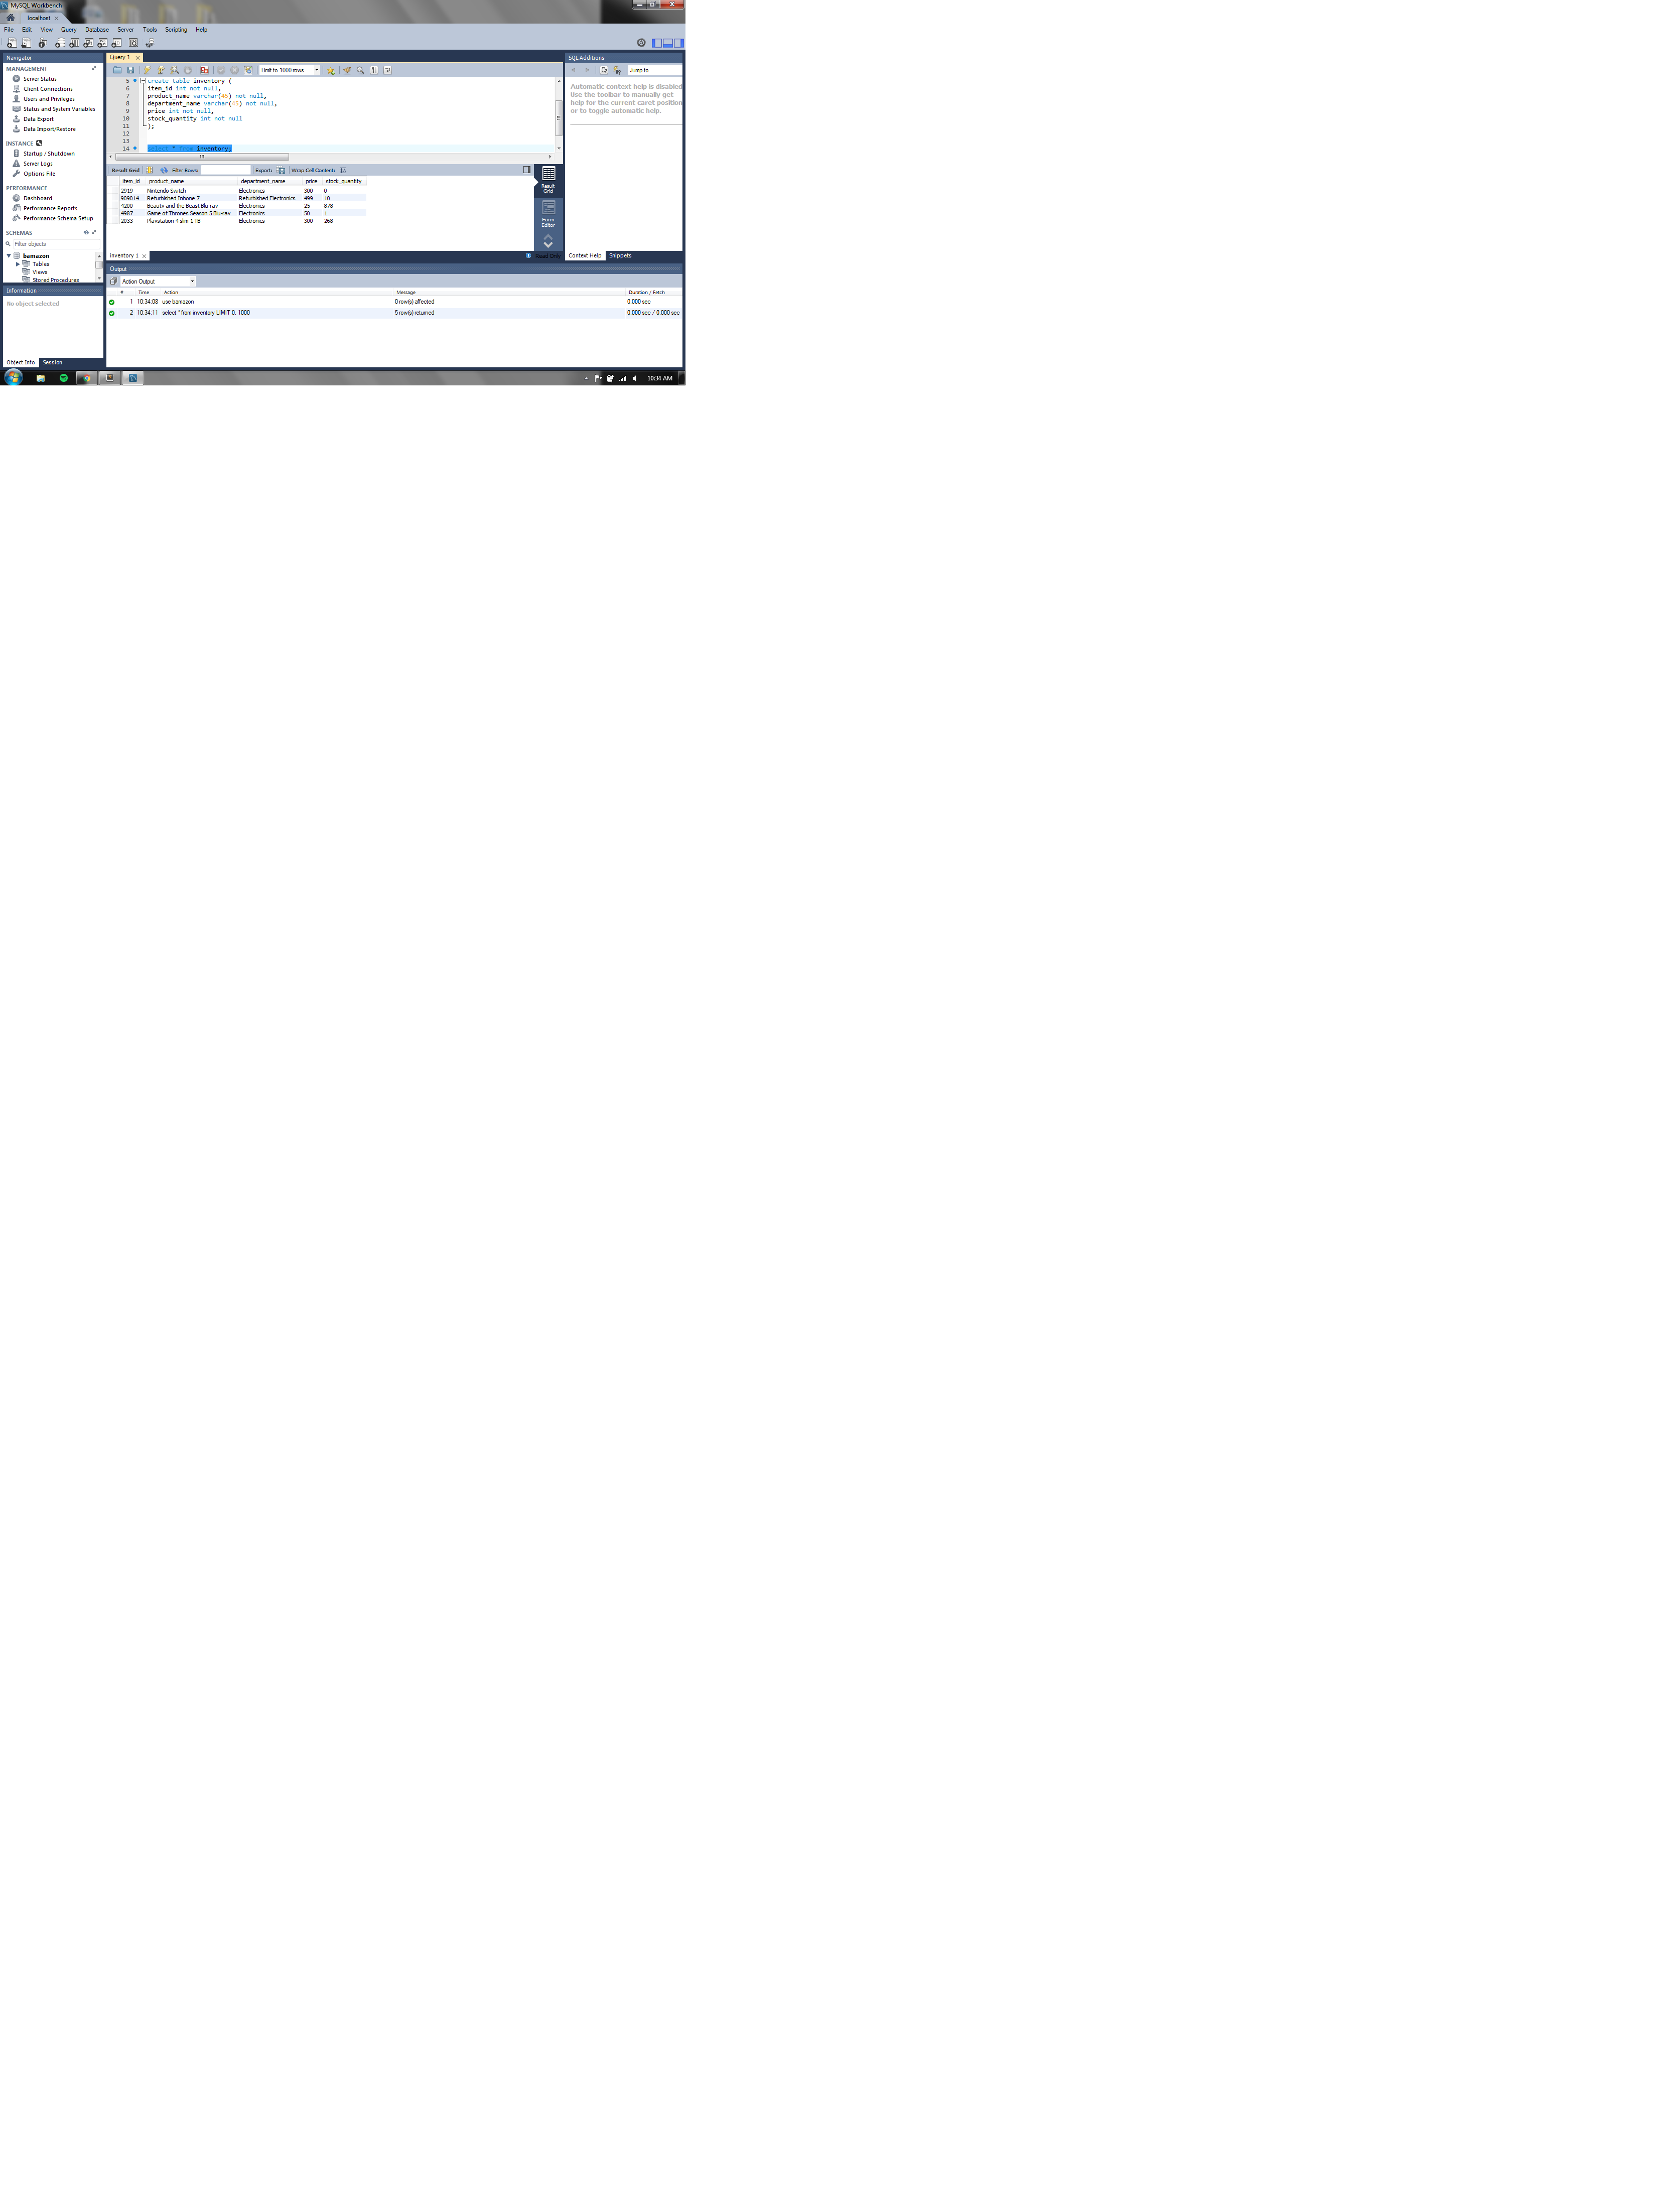 MySQL Workbench
localhost
File Edit View Query Database Server Tools Scripting Help
Navigator
MANAGEMENT
Server Status
Client Connections
Users and Privileges
Status and System Variables
Data Export
Data Import/Restore
INSTANCE
Startup / Shutdown
Server Logs
Options File
PERFORMANCE
Dashboard
Performance Reports
Performance Schema Setup
SCHEMAS
Filter objects
bamazon
Tables
Views
Stored Procedures
Information
No object selected
Object Info Session
Query 1
Limit to 1000 rows
5 create table inventory (
6 item_id int not null,
7 product_name varchar(45) not null,
8 department_name varchar(45) not null,
9 price int not null,
10 stock_quantity int not null
11 );
12
13
14 select * from inventory;
Result Grid Filter Rows: Export: Wrap Cell Content:
item_id product_name department_name price stock_quantity
2919 Nintendo Switch Electronics 300 0
909014 Refurbished Iphone 7 Refurbished Electronics 499 10
4200 Beauty and the Beast Blu-ray Electronics 25 878
4987 Game of Thrones Season 5 Blu-ray Electronics 50 1
2033 Playstation 4 slim 1 TB Electronics 300 268
Result
Grid
Form
Editor
inventory 1 Read Only
SQL Additions
Jump to
Automatic context help is disabled
Use the toolbar to manually get
help for the current caret position
or to toggle automatic help.
Context Help Snippets
Output
Action Output
# Time Action Message Duration / Fetch
1 10:34:08 use bamazon 0 row(s) affected 0.000 sec
2 10:34:11 select * from inventory LIMIT 0, 1000 5 row(s) returned 0.000 sec / 0.000 sec
10:34 AM